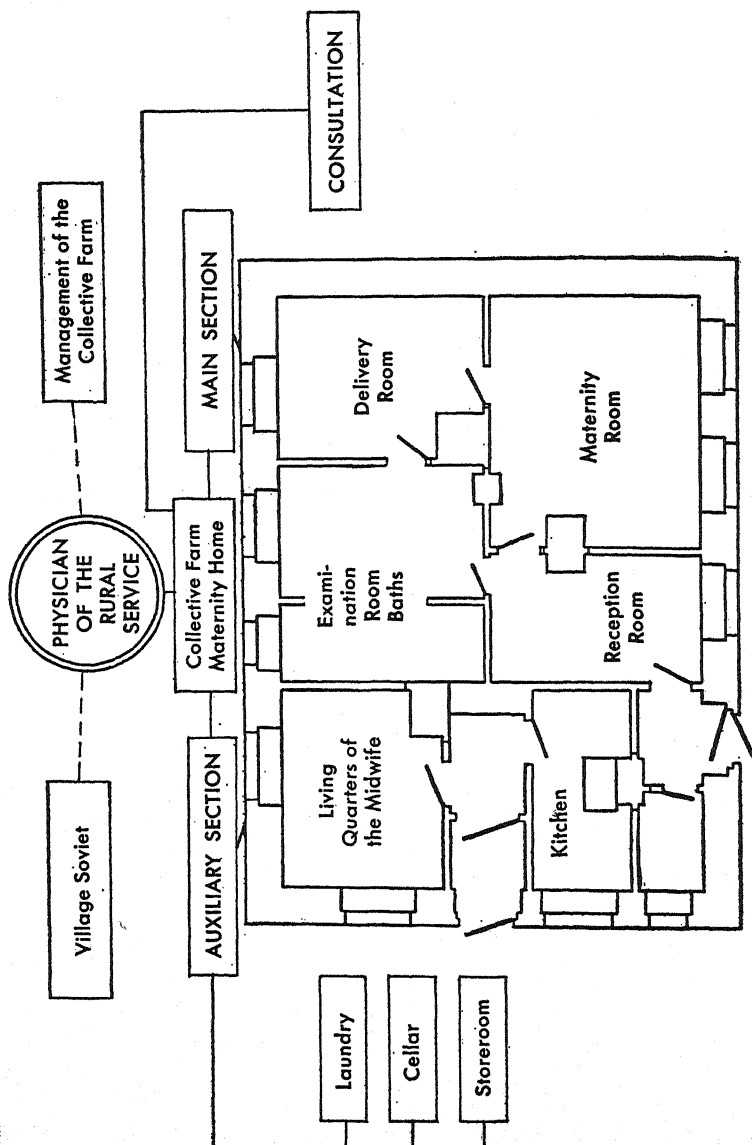 PHYSICIAN
OF THE
RURAL
SERVICE
Village Soviet
Management of the
Collective Farm
Collective Farm
Maternity Home
AUXILIARY SECTION
MAIN SECTION
CONSULTATION
Laundry
Cellar
Storeroom
Living
Quarters of
the Midwife
Exami-
nation
Room
Baths
Delivery
Room
Kitchen
Reception
Room
Maternity
Room